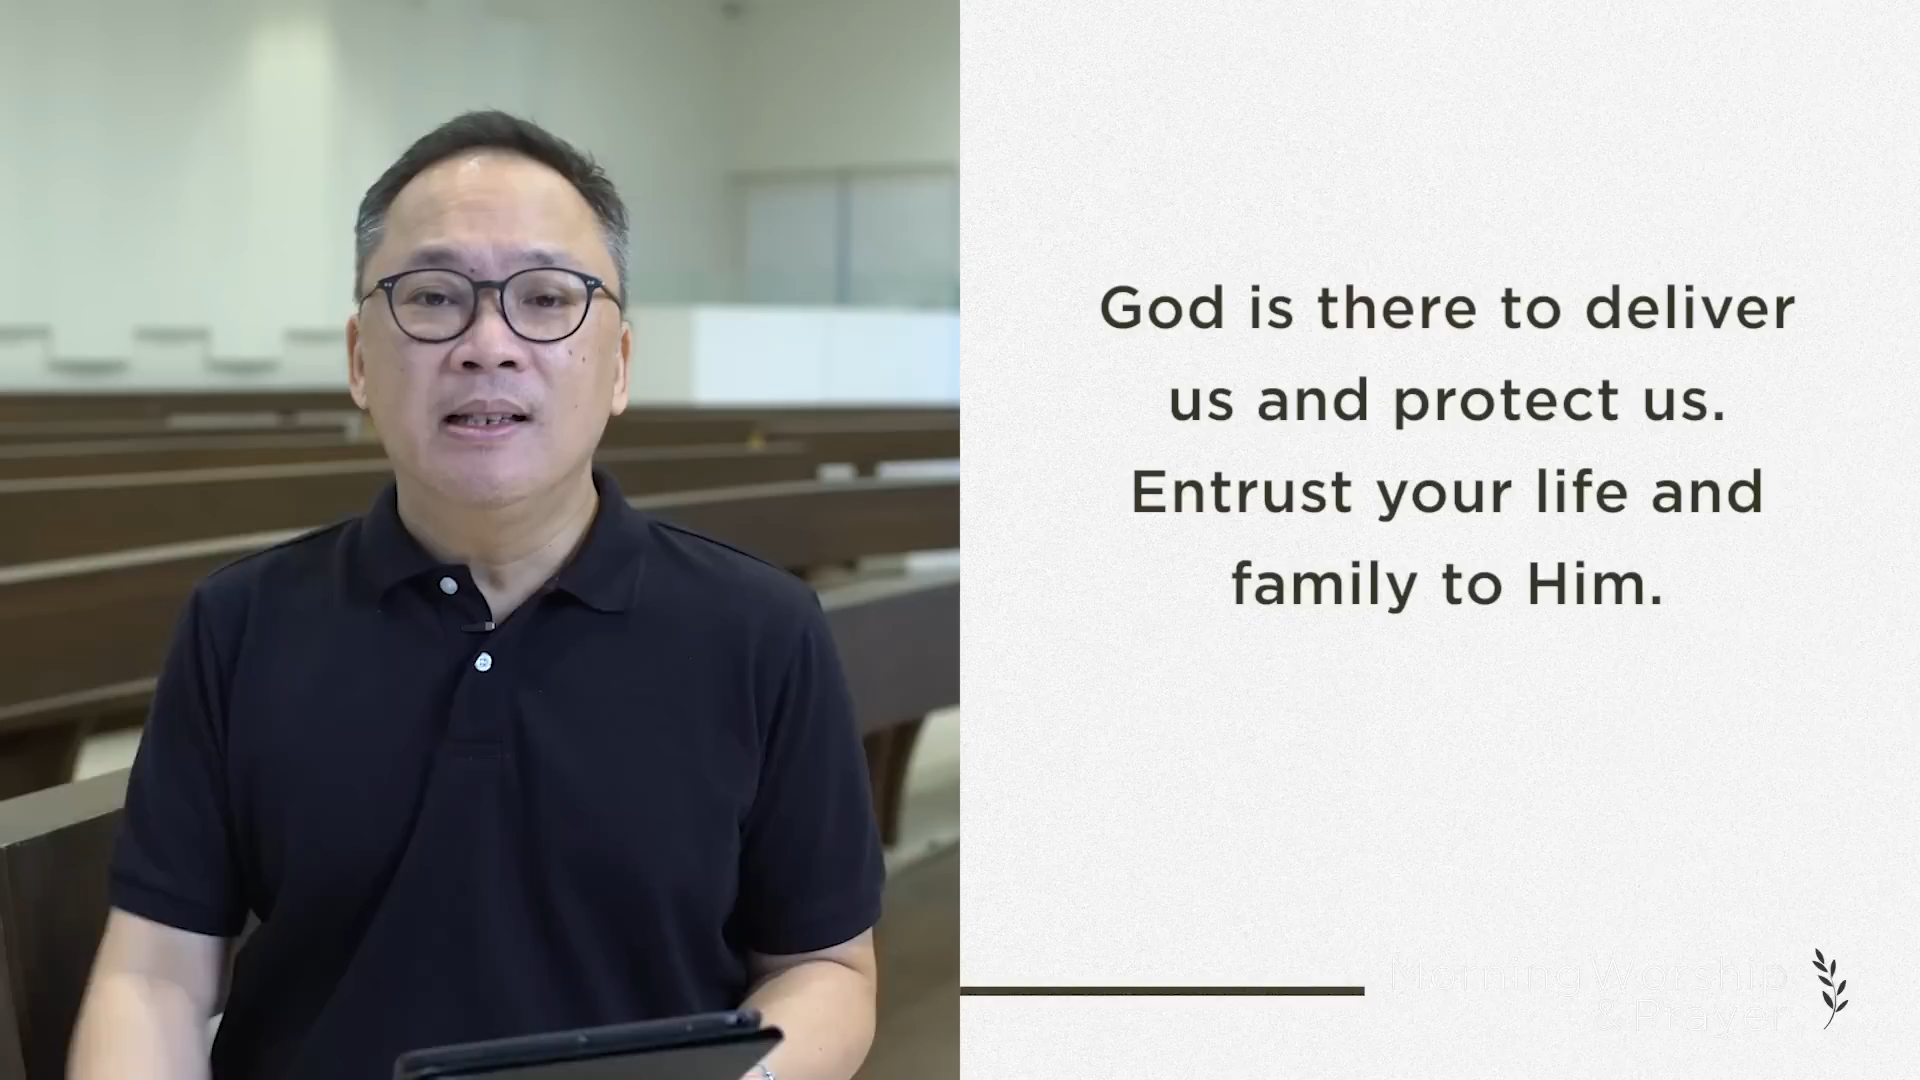 God is there to deliver
us and protect us.
Entrust your life and
family to Him.
Morning Worship
& Prayer